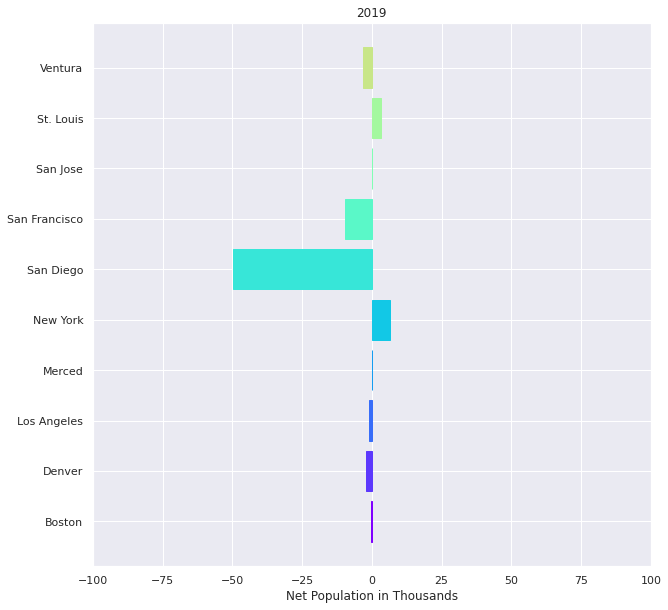 2019
Ventura
St. Louis
San Jose
San Francisco
San Diego
New York
Merced
Los Angeles
Denver
Boston
−100 −75 −50 −25 0 25 50 75 100
Net Population in Thousands